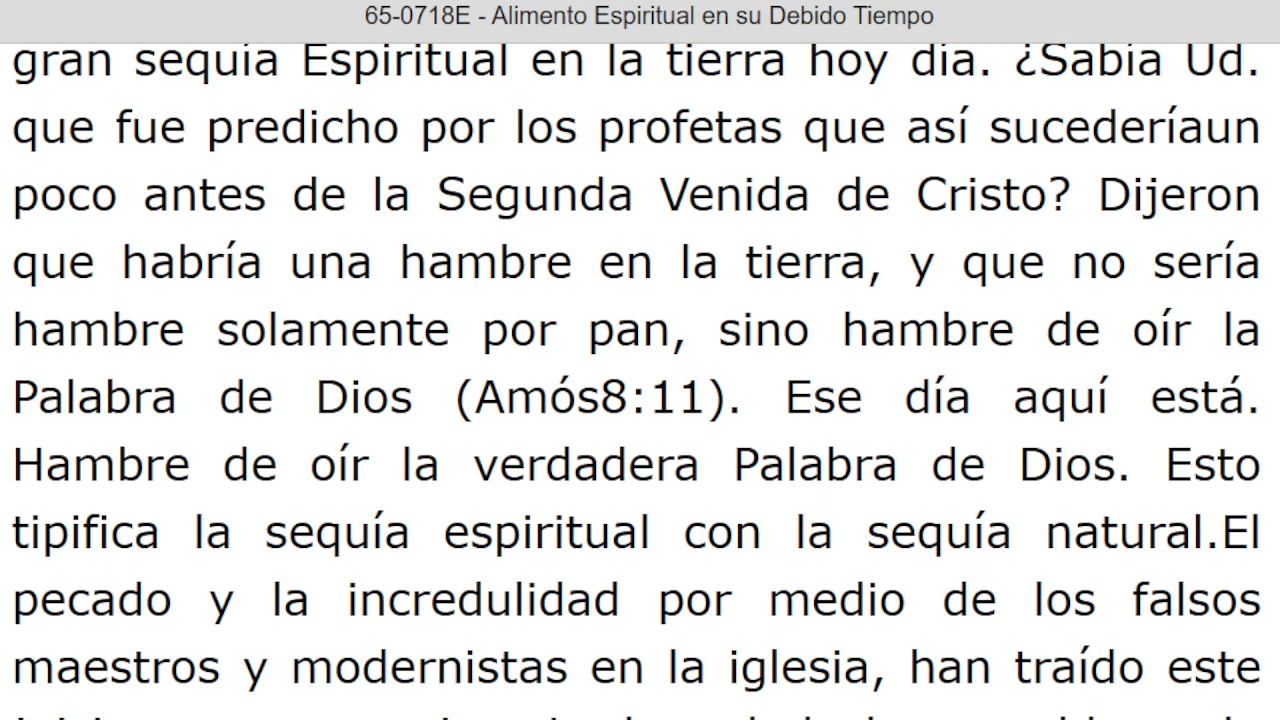 65-0718E - Alimento Espiritual en su Debido Tiempo
gran sequía Espiritual en la tierra hoy día. ¿Sabía Ud.
que fue predicho por los profetas que así sucederíaun
poco antes de la Segunda Venida de Cristo? Dijeron
que habría una hambre en la tierra, y que no sería
hambre solamente por pan, sino hambre de oír la
Palabra de Dios (Amós8:11). Ese día aquí está.
Hambre de oír la verdadera Palabra de Dios. Esto
tipifica la sequía espiritual con la sequía natural.El
pecado y la incredulidad por medio de los falsos
maestros y modernistas en la iglesia, han traído este